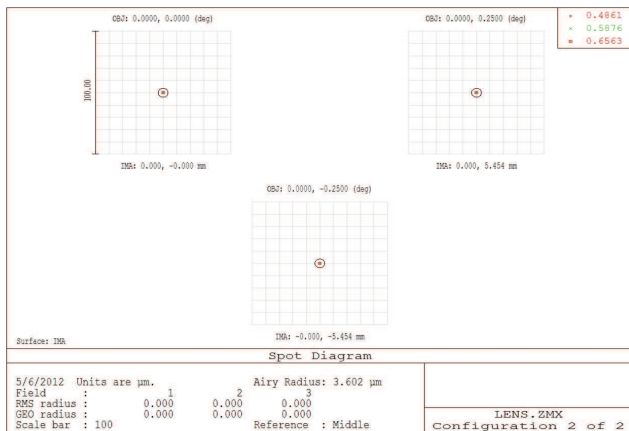 OBJ: 0.0000, 0.0000 (deg)
OBJ: 0.0000, 0.2500 (deg)
0.4861
0.5876
0.6563
100.00
IMA: 0.000, -0.000 mm
IMA: 0.000, 5.454 mm
OBJ: 0.0000, -0.2500 (deg)
IMA: -0.000, -5.454 mm
Surface: IMA
Spot Diagram
5/6/2012 Units are µm. Airy Radius: 3.602 µm
Field : 1 2 3
RMS radius : 0.000 0.000 0.000
GEO radius : 0.000 0.000 0.000
Scale bar : 100 Reference : Middle
LENS.ZMX
Configuration 2 of 2